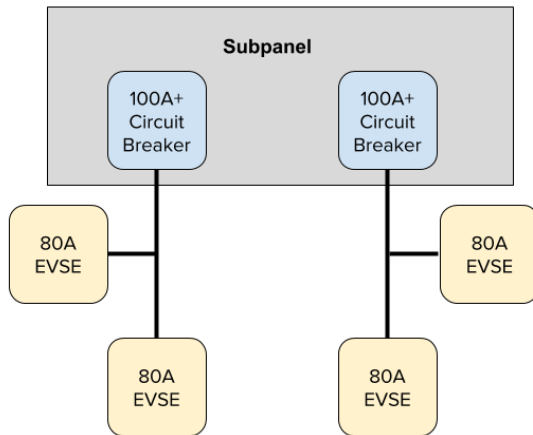 Subpanel
100A+
Circuit
Breaker
100A+
Circuit
Breaker
80A
EVSE
80A
EVSE
80A
EVSE
80A
EVSE